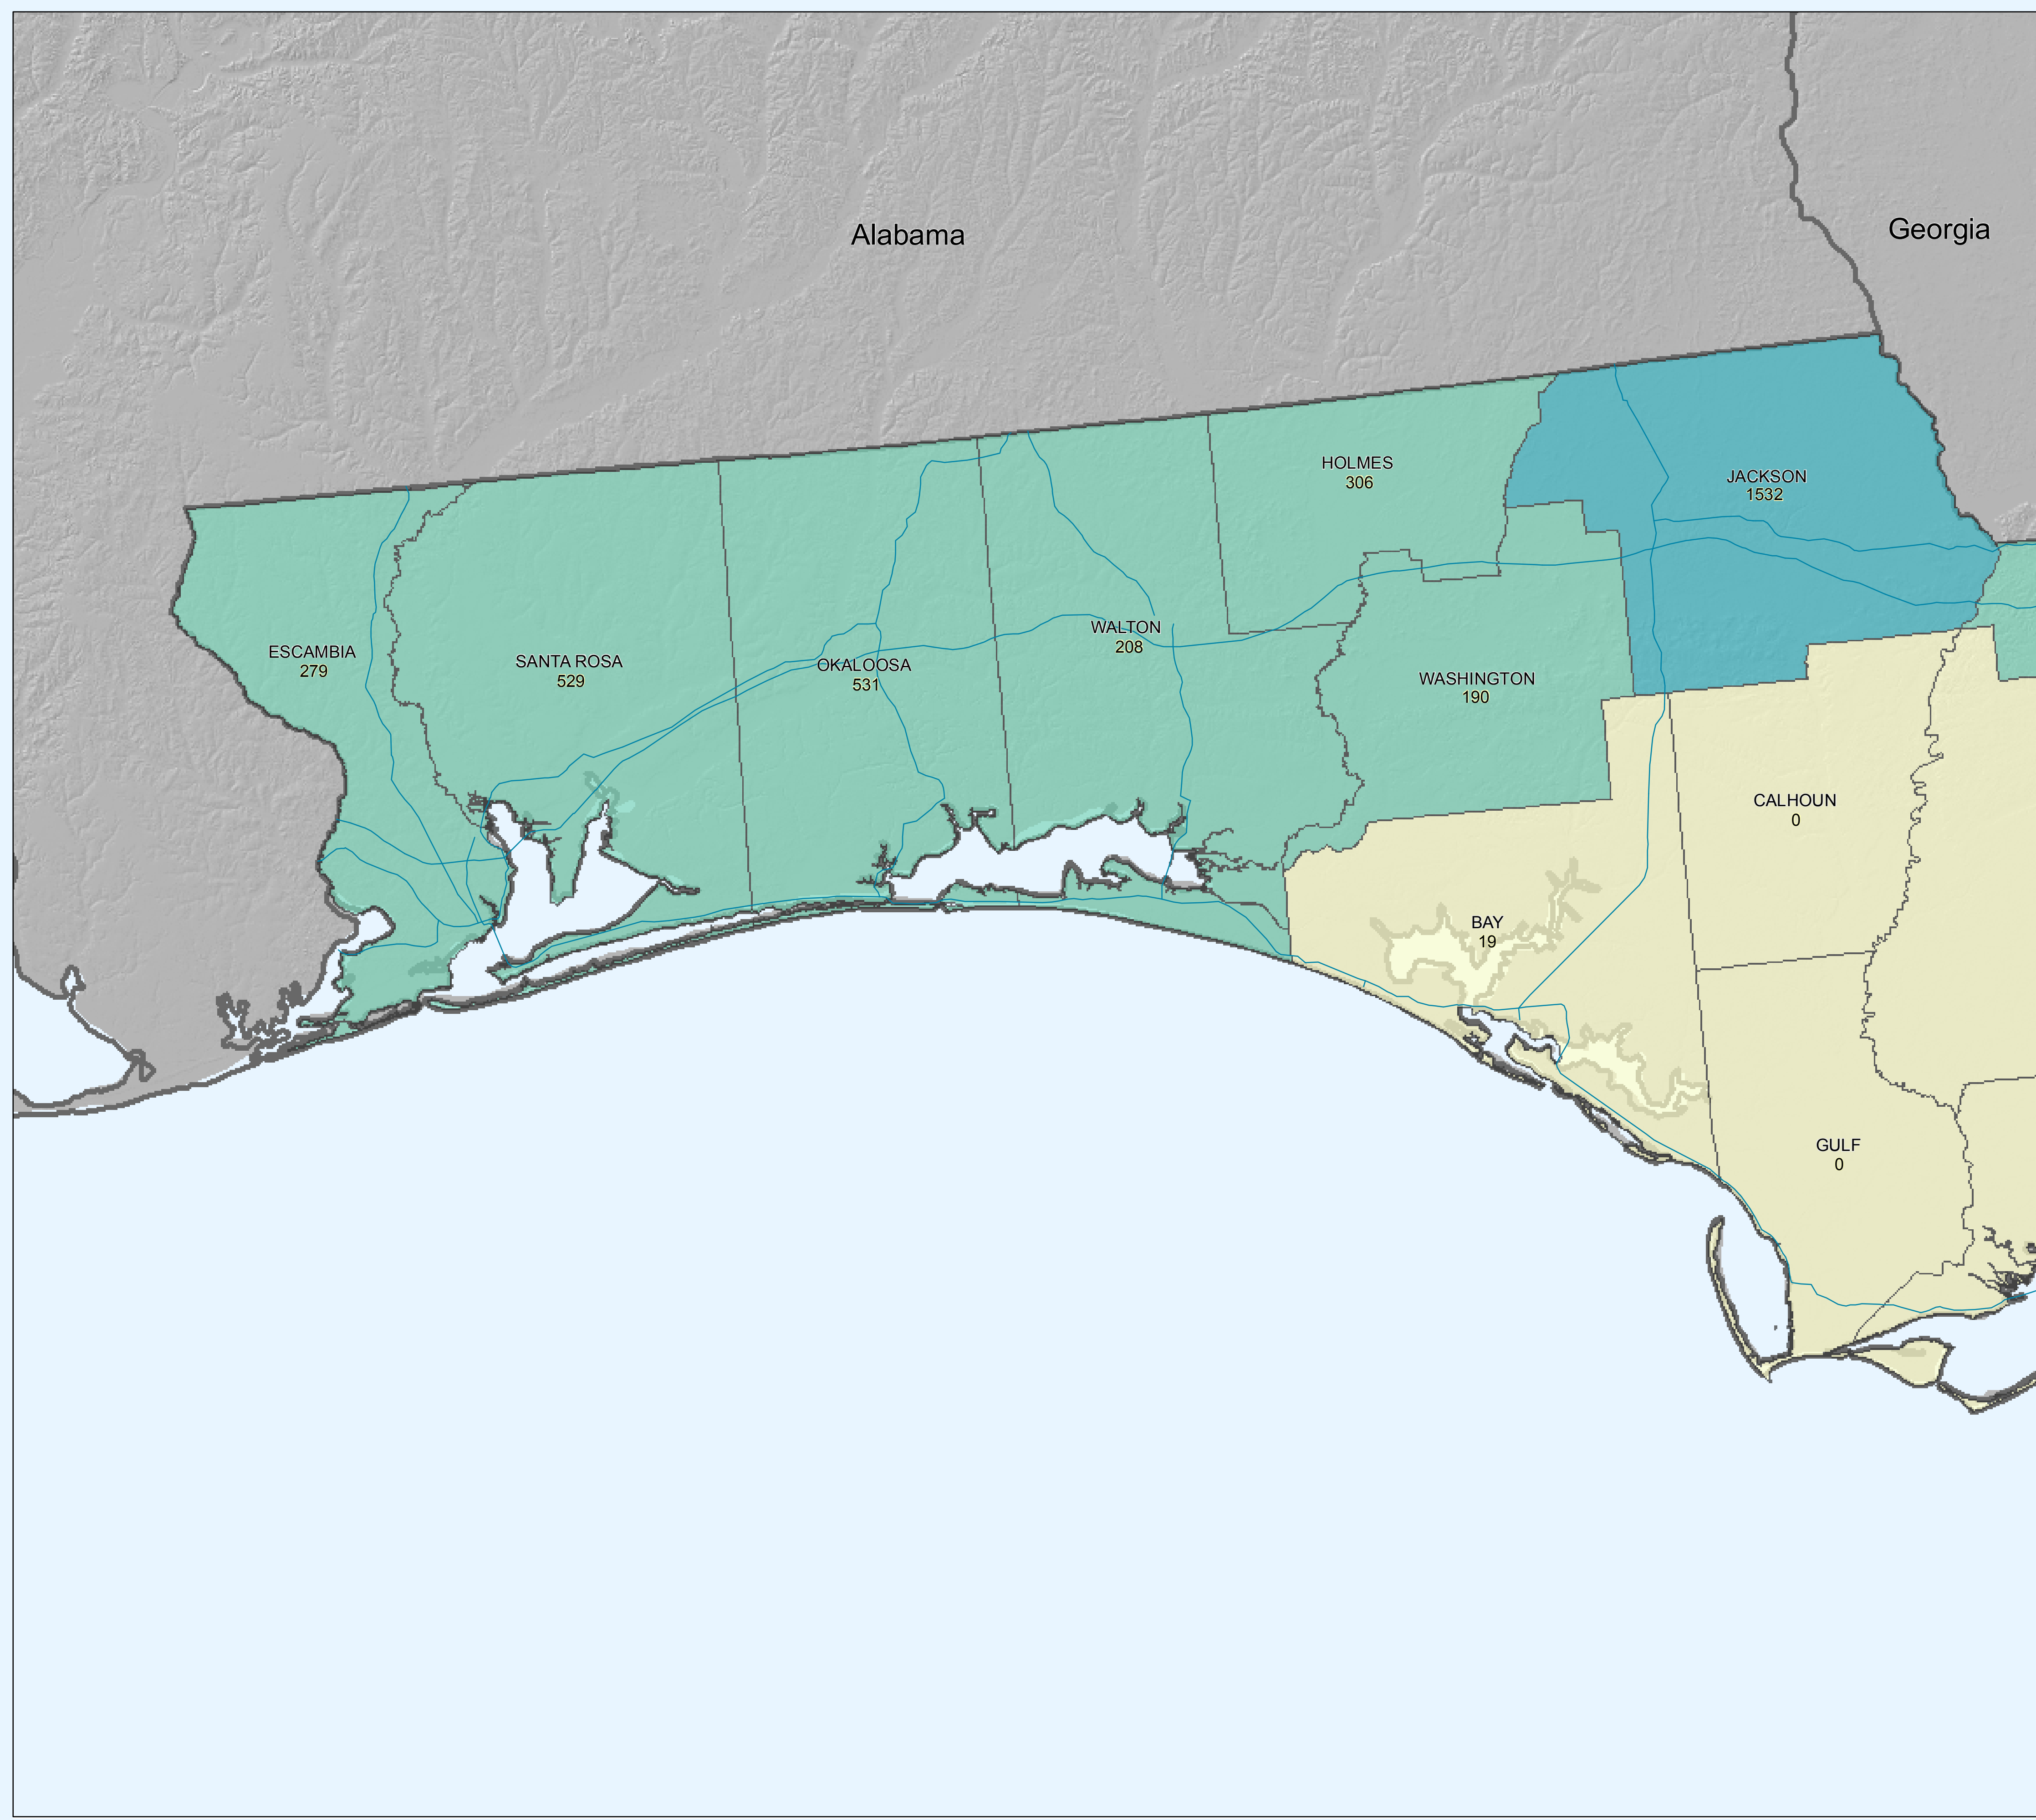 Alabama
Georgia
HOLMES
306
JACKSON
1532
ESCAMBIA
279
SANTA ROSA
529
OKALOOSA
531
WALTON
208
WASHINGTON
190
CALHOUN
0
BAY
19
GULF
0